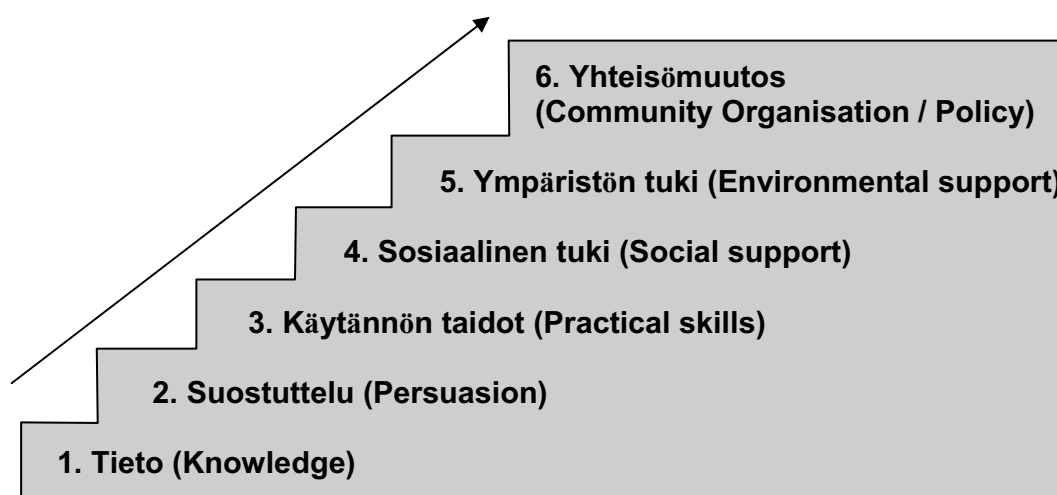 6. Yhteisömuutos
(Community Organisation / Policy)
5. Ympäristön tuki (Environmental support)
4. Sosiaalinen tuki (Social support)
3. Käytännön taidot (Practical skills)
2. Suostuttelu (Persuasion)
1. Tieto (Knowledge)